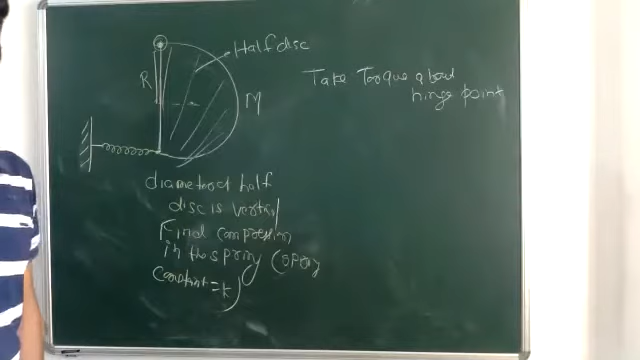 Half disc
R
M
Take Torque about
hinge point
diameter of half
disc is vertical
Find compression
in the spring (spring
constant = k)